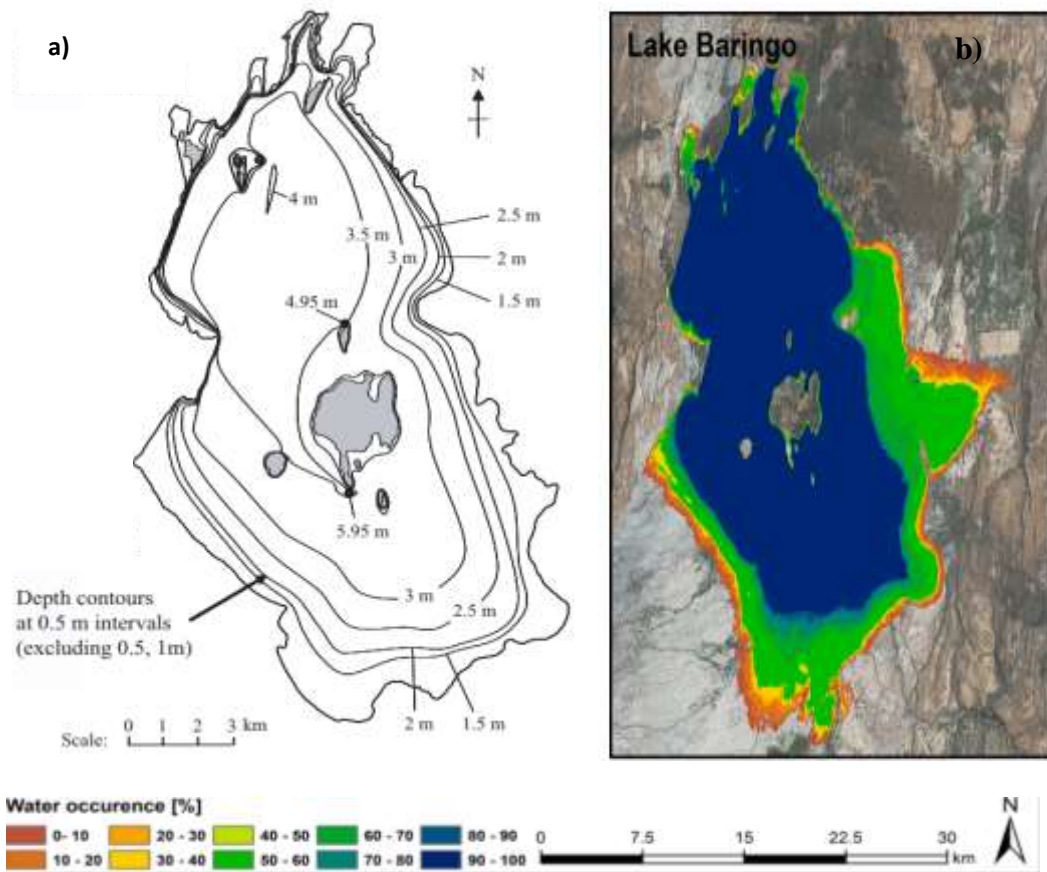 a)
N
4 m
3.5 m
3 m
2.5 m
2 m
1.5 m
4.95 m
5.95 m
3 m
2.5 m
2 m
1.5 m
Depth contours
at 0.5 m intervals
(excluding 0.5, 1m)
Scale: 0 1 2 3 km
Lake Baringo
b)
Water occurence [%]
0- 10 20 - 30 40 - 50 60 - 70 80 - 90
10 - 20 30 - 40 50 - 60 70 - 80 90 - 100
0 7.5 15 22.5 30
km
N